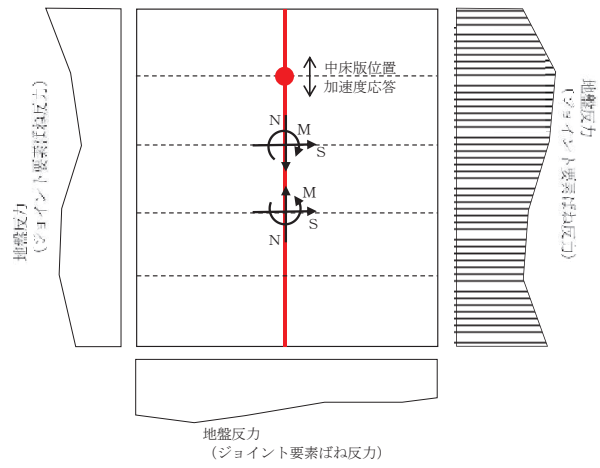 中床版位置
加速度応答
N
M
S
M
S
N
地盤反力
（ジョイント要素ばね反力）
地盤反力
（ジョイント要素ばね反力）
地盤反力
（ジョイント要素ばね反力）